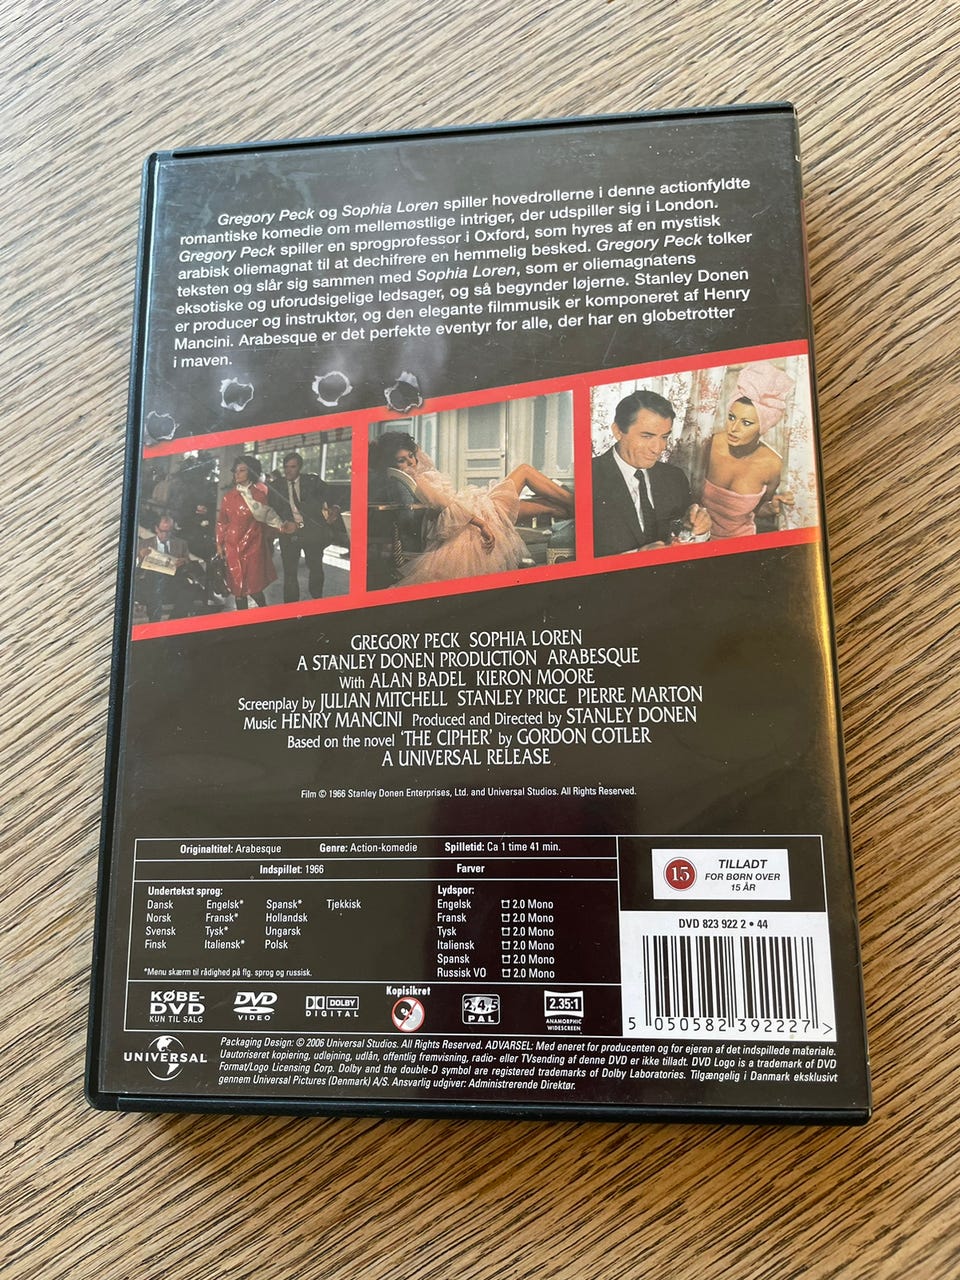 Gregory Peck og Sophia Loren spiller hovedrollerne i denne actionfyldte
romantiske komedie om mellemøstlige intriger, der udspiller sig i London.
Gregory Peck spiller en sprogprofessor i Oxford, som hyres af en mystisk
arabisk oliemagnat til at dechifrere en hemmelig besked. Gregory Peck tolker
teksten og slår sig sammen med Sophia Loren, som er oliemagnatens
eksotiske og uforudsigelige ledsager, og så begynder løjerne. Stanley Donen
er producer og instruktør, og den elegante filmmusik er komponeret af Henry
Mancini. Arabesque er det perfekte eventyr for alle, der har en globetrotter
i maven.
GREGORY PECK SOPHIA LOREN
A STANLEY DONEN PRODUCTION ARABESQUE
With ALAN BADEL KIERON MOORE
Screenplay by JULIAN MITCHELL STANLEY PRICE PIERRE MARTON
Music HENRY MANCINI Produced and Directed by STANLEY DONEN
Based on the novel 'THE CIPHER' by GORDON COTLER
A UNIVERSAL RELEASE
Film © 1966 Stanley Donen Enterprises, Ltd. and Universal Studios. All Rights Reserved.
Originaltitel: Arabesque Genre: Action-komedie Spilletid: Ca 1 time 41 min.
Indspillet: 1966 Farver
Undertekst sprog:
Dansk Engelsk* Spansk* Tjekkisk
Norsk Fransk* Hollandsk
Svensk Tysk* Ungarsk
Finsk Italiensk* Polsk
*Menu skærm til rådighed på flg. sprog og russisk.
Lydspor:
Engelsk 2.0 Mono
Fransk 2.0 Mono
Tysk 2.0 Mono
Italiensk 2.0 Mono
Spansk 2.0 Mono
Russisk VO 2.0 Mono
15 TILLADT
FOR BØRN OVER
15 ÅR
DVD 823 922 2 • 44
5 050582 392227 >
KØBE-
DVD
KUN TIL SALG
DVD
VIDEO
DOLBY
DIGITAL
Kopisikret
2,4,5
PAL
2.35:1
ANAMORPHIC
WIDESCREEN
UNIVERSAL
Packaging Design: © 2006 Universal Studios. All Rights Reserved. ADVARSEL: Med eneret for producenten og for ejeren af det indspillede materiale.
Uautoriseret kopiering, udlejning, udlån, offentlig fremvisning, radio- eller TVsending af denne DVD er ikke tilladt. DVD Logo is a trademark of DVD
Format/Logo Licensing Corp. Dolby and the double-D symbol are registered trademarks of Dolby Laboratories. Tilgængelig i Danmark eksklusivt
gennem Universal Pictures (Denmark) A/S. Ansvarlig udgiver: Administrerende Direktør.